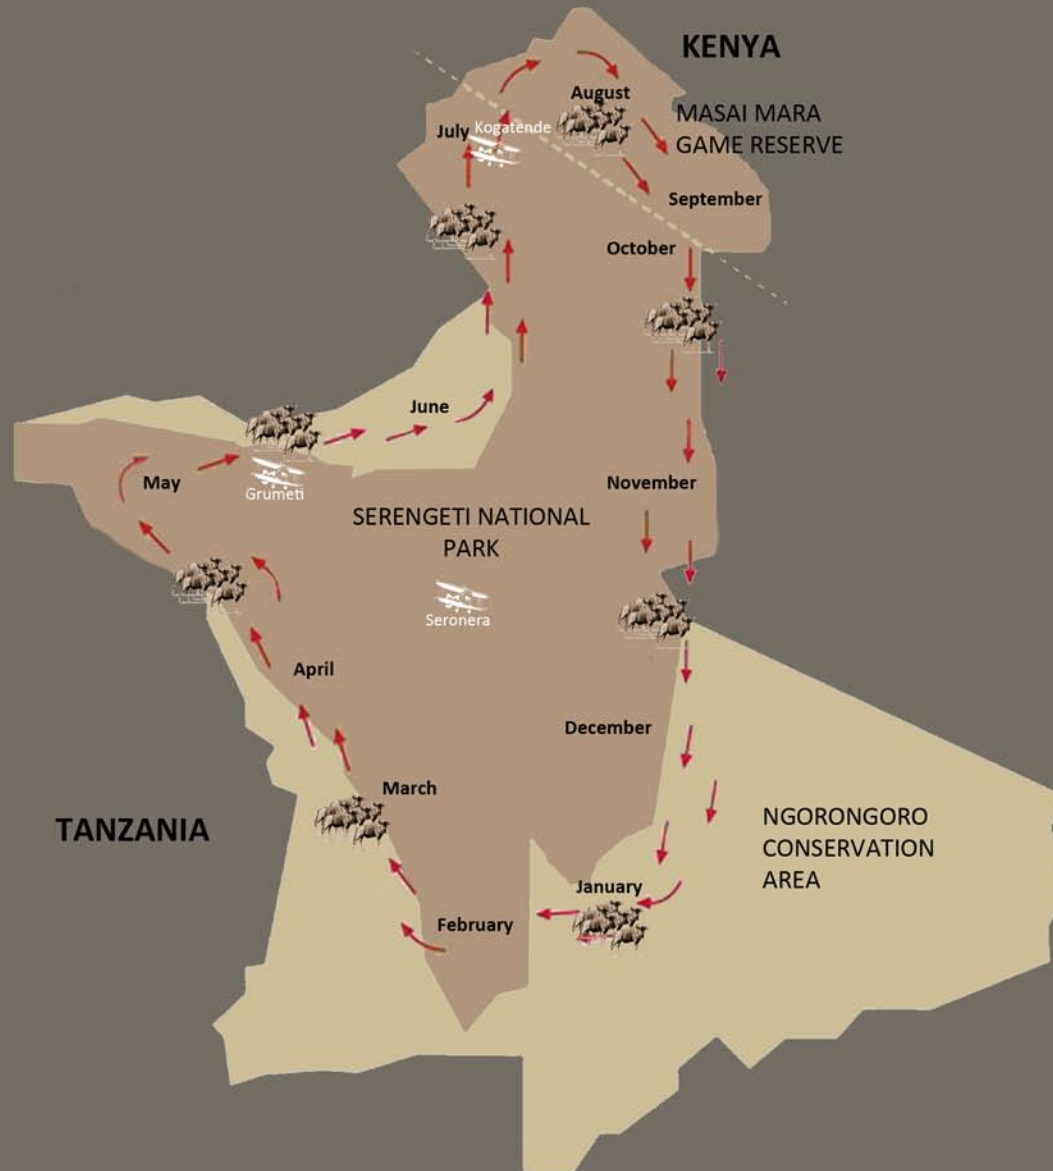 KENYA
August
MASAI MARA
GAME RESERVE
July
Kogatende
September
October
June
May
Grumeti
November
SERENGETI NATIONAL
PARK
Seronera
April
December
March
TANZANIA
NGORONGORO
CONSERVATION
AREA
January
February